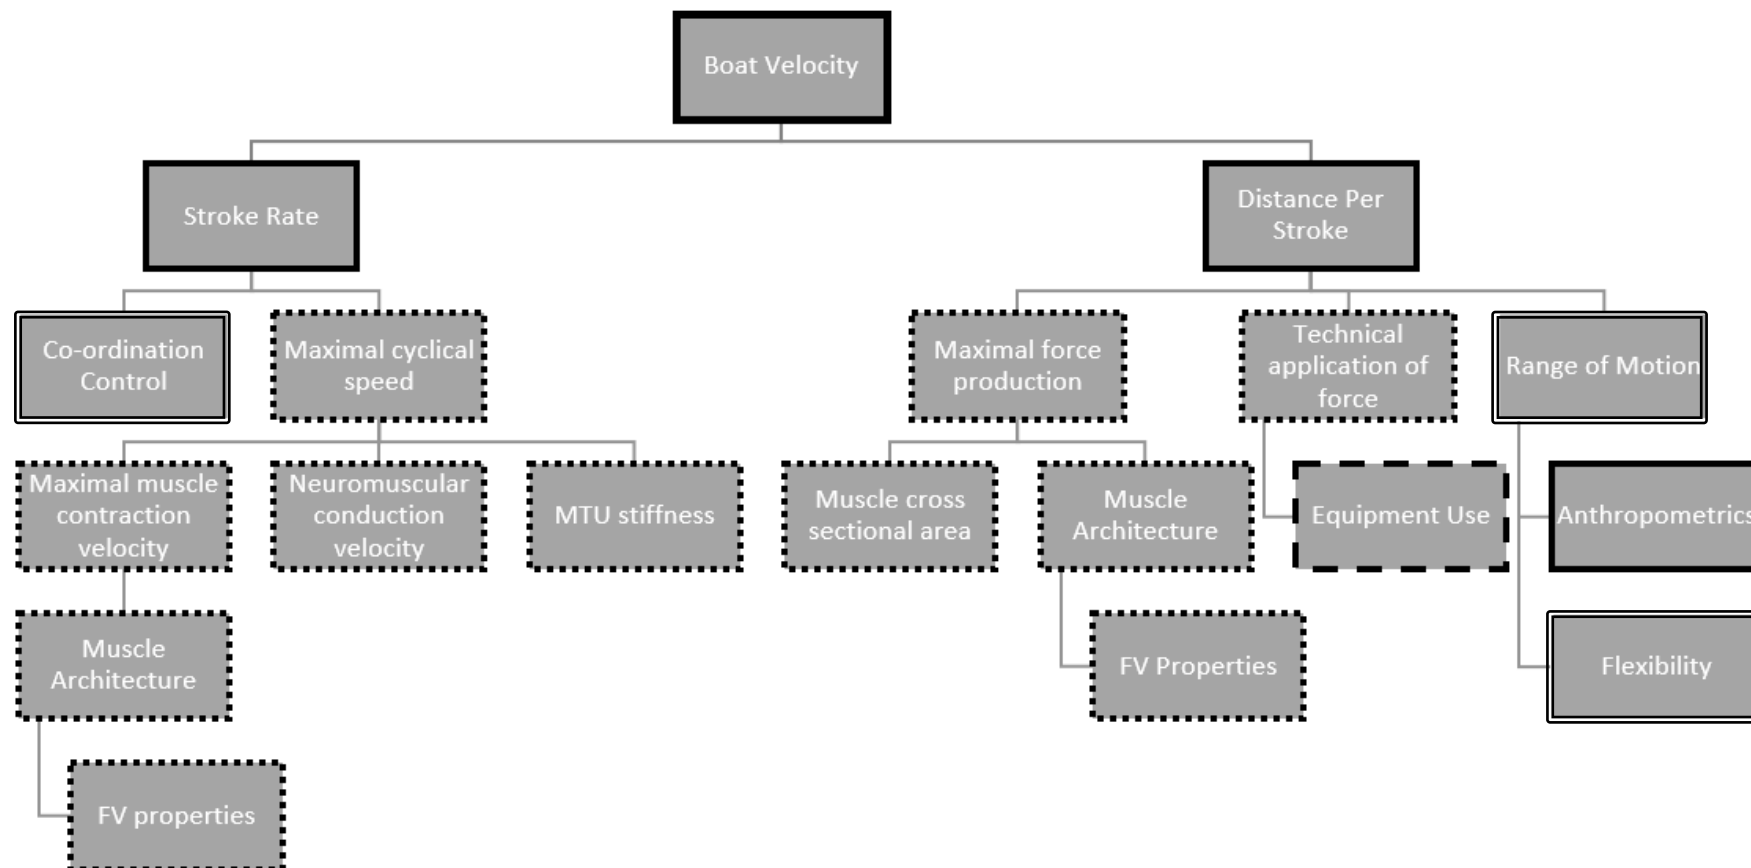 Boat Velocity
Stroke Rate
Distance Per
Stroke
Co-ordination
Control
Maximal cyclical
speed
Maximal force
production
Technical
application of
force
Range of Motion
Maximal muscle
contraction
velocity
Neuromuscular
conduction
velocity
MTU stiffness
Muscle cross
sectional area
Muscle
Architecture
Equipment Use
Anthropometrics
Muscle
Architecture
FV Properties
Flexibility
FV properties